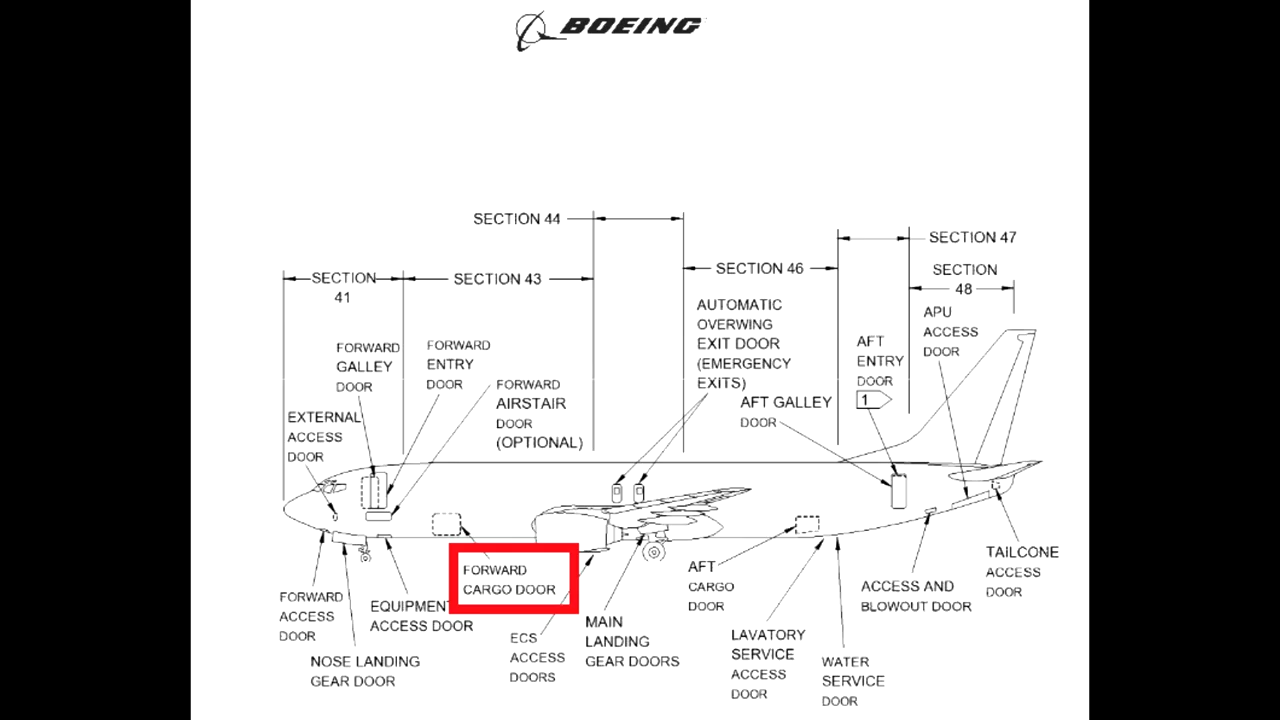 BOEING
SECTION 44
SECTION 47
SECTION 46
SECTION
48
SECTION
41
SECTION 43
AUTOMATIC
OVERWING
EXIT DOOR
(EMERGENCY
EXITS)
APU
ACCESS
DOOR
AFT
ENTRY
DOOR
1
FORWARD
GALLEY
DOOR
FORWARD
ENTRY
DOOR
FORWARD
AIRSTAIR
DOOR
(OPTIONAL)
AFT GALLEY
DOOR
EXTERNAL
ACCESS
DOOR
FORWARD
CARGO DOOR
FORWARD
ACCESS
DOOR
EQUIPMENT
ACCESS DOOR
NOSE LANDING
GEAR DOOR
ECS
ACCESS
DOORS
MAIN
LANDING
GEAR DOORS
AFT
CARGO
DOOR
LAVATORY
SERVICE
ACCESS
DOOR
WATER
SERVICE
DOOR
ACCESS AND
BLOWOUT DOOR
TAILCONE
ACCESS
DOOR